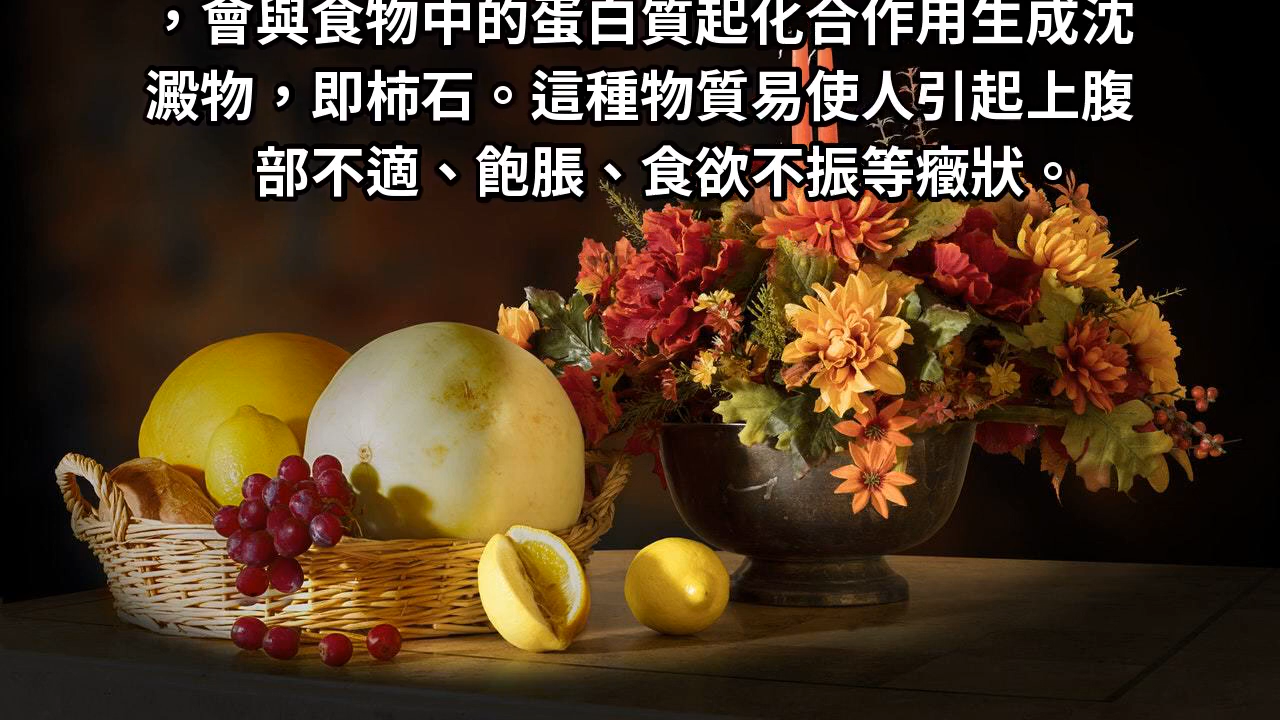 ，會與食物中的蛋白質起化合作用生成沈
澱物，即柿石。這種物質易使人引起上腹
部不適、飽脹、食欲不振等癥狀。